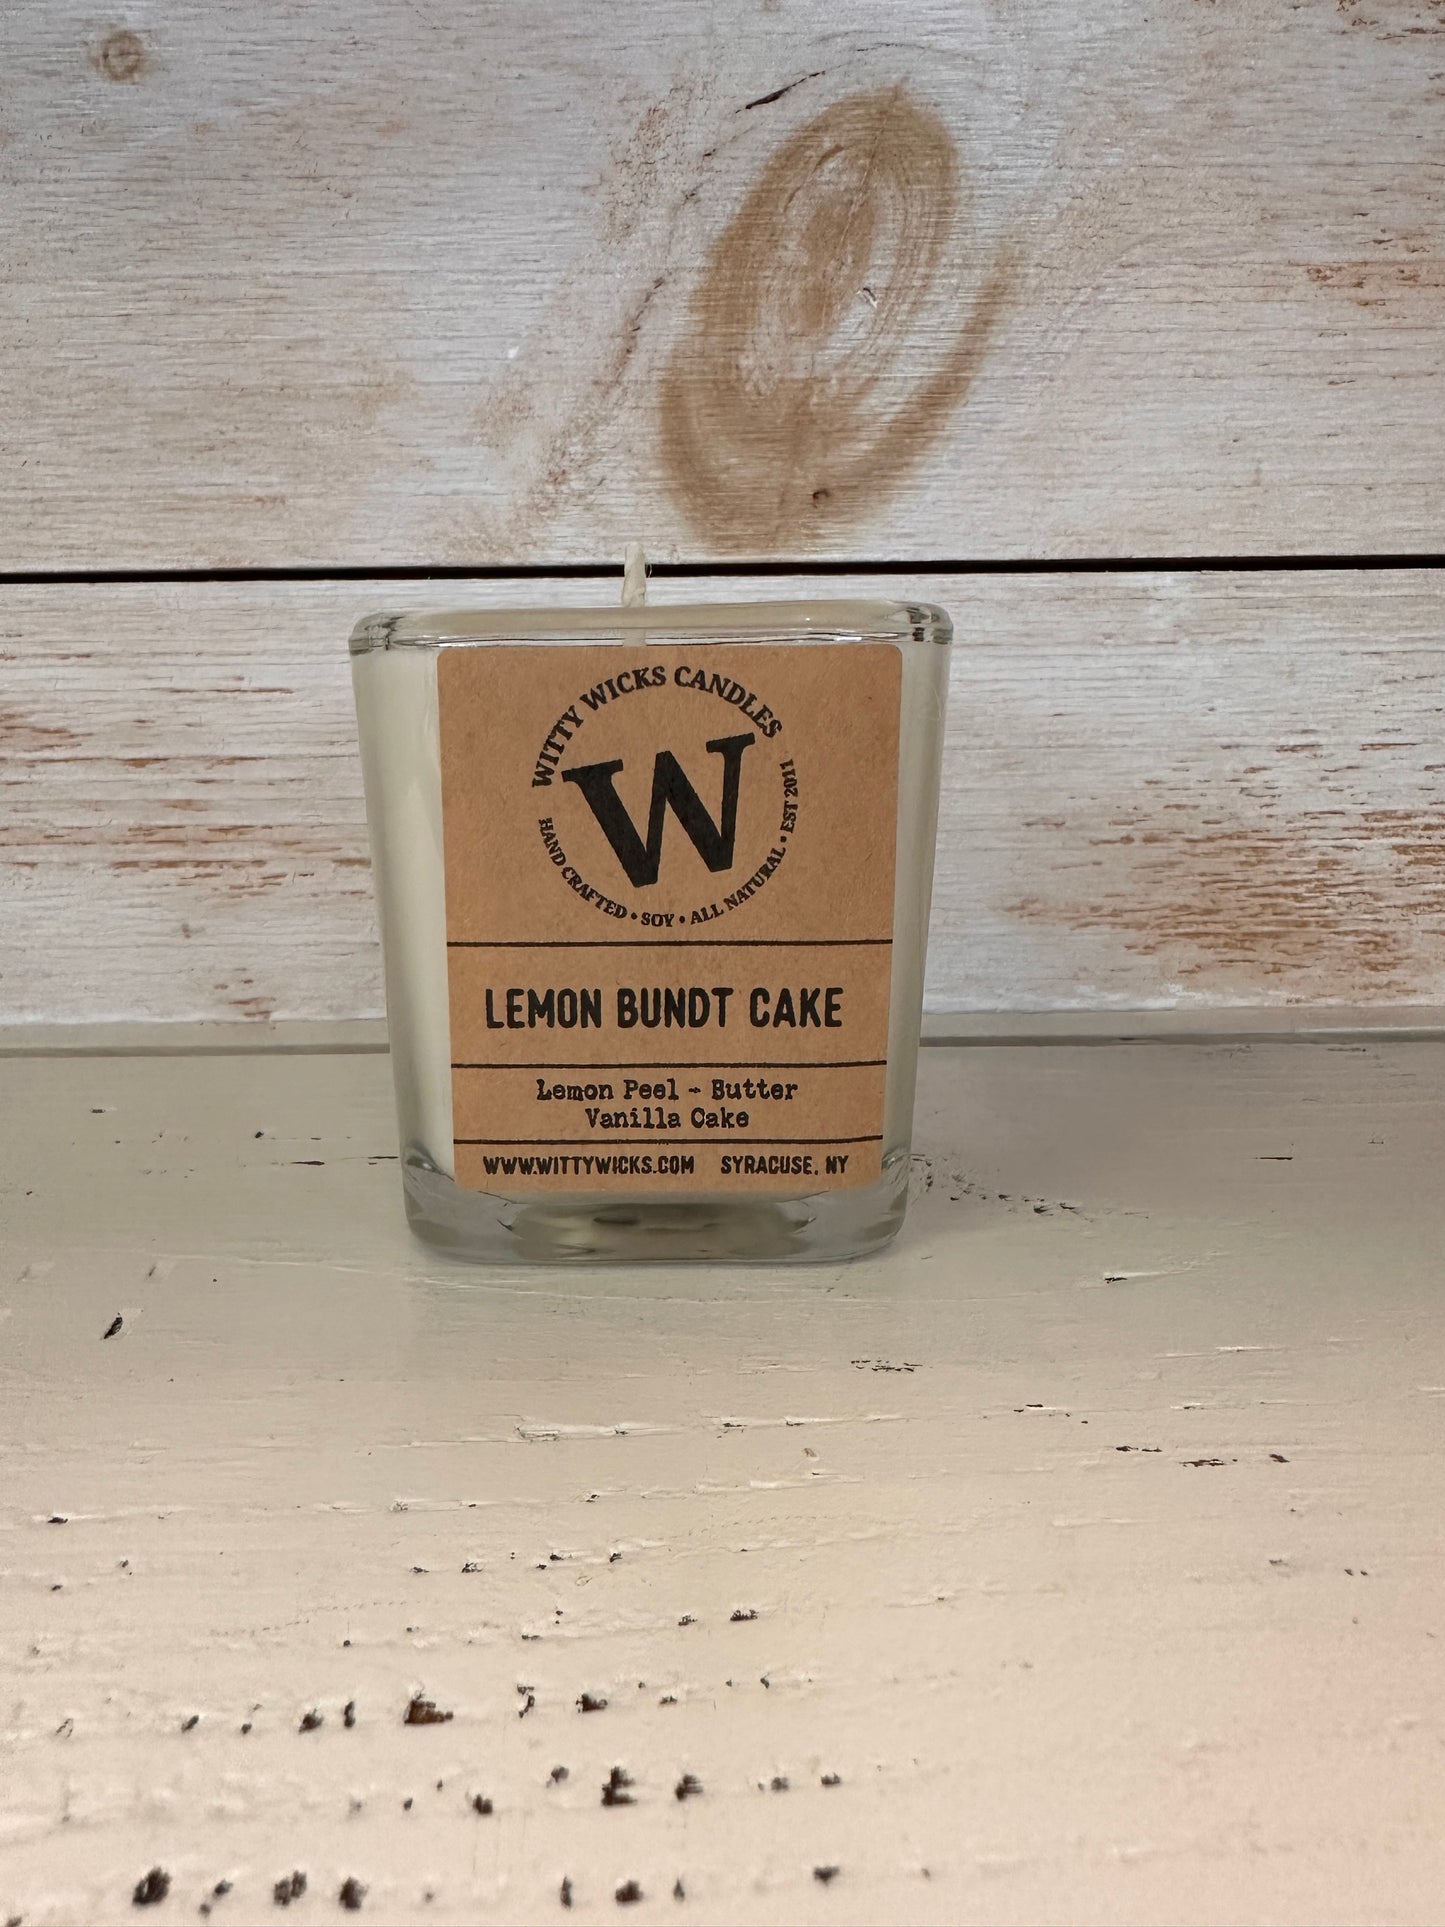 WITTY WICKS CANDLES
W
HAND CRAFTED • SOY • ALL NATURAL • EST 2011
LEMON BUNDT CAKE
Lemon Peel - Butter
Vanilla Cake
WWW.WITTYWICKS.COM SYRACUSE, NY